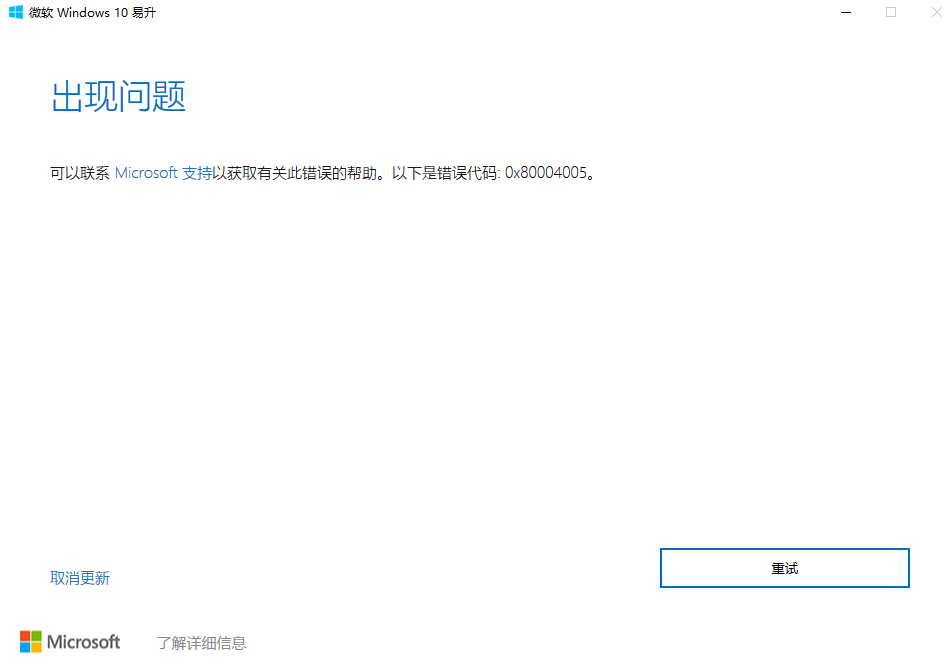 微软 Windows 10 易升
出现问题
可以联系 Microsoft 支持以获取有关此错误的帮助。以下是错误代码: 0x80004005。
取消更新
重试
Microsoft
了解详细信息